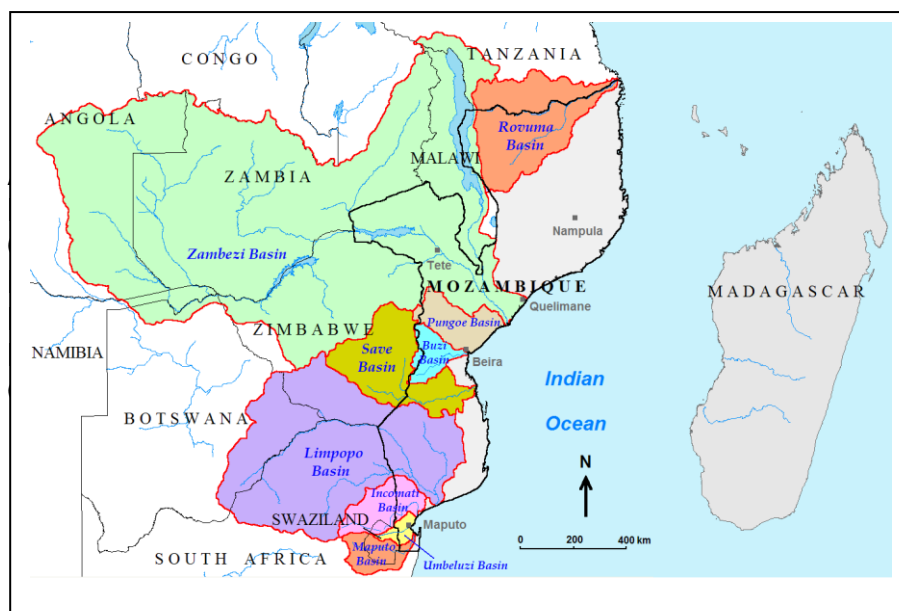 CONGO
TANZANIA
ANGOLA
Rovuma
Basin
MALAWI
ZAMBIA
Nampula
Zambezi Basin
Tete
MOZAMBIQUE
MADAGASCAR
Quelimane
Pungoe Basin
ZIMBABWE
Save
Basin
Buzi
Basin
NAMIBIA
Beira
Indian
Ocean
BOTSWANA
Limpopo
Basin
N
Incomati
Basin
SWAZILAND
Maputo
Maputo
Basin
SOUTH AFRICA
Umbeluzi Basin
0 200 400 km